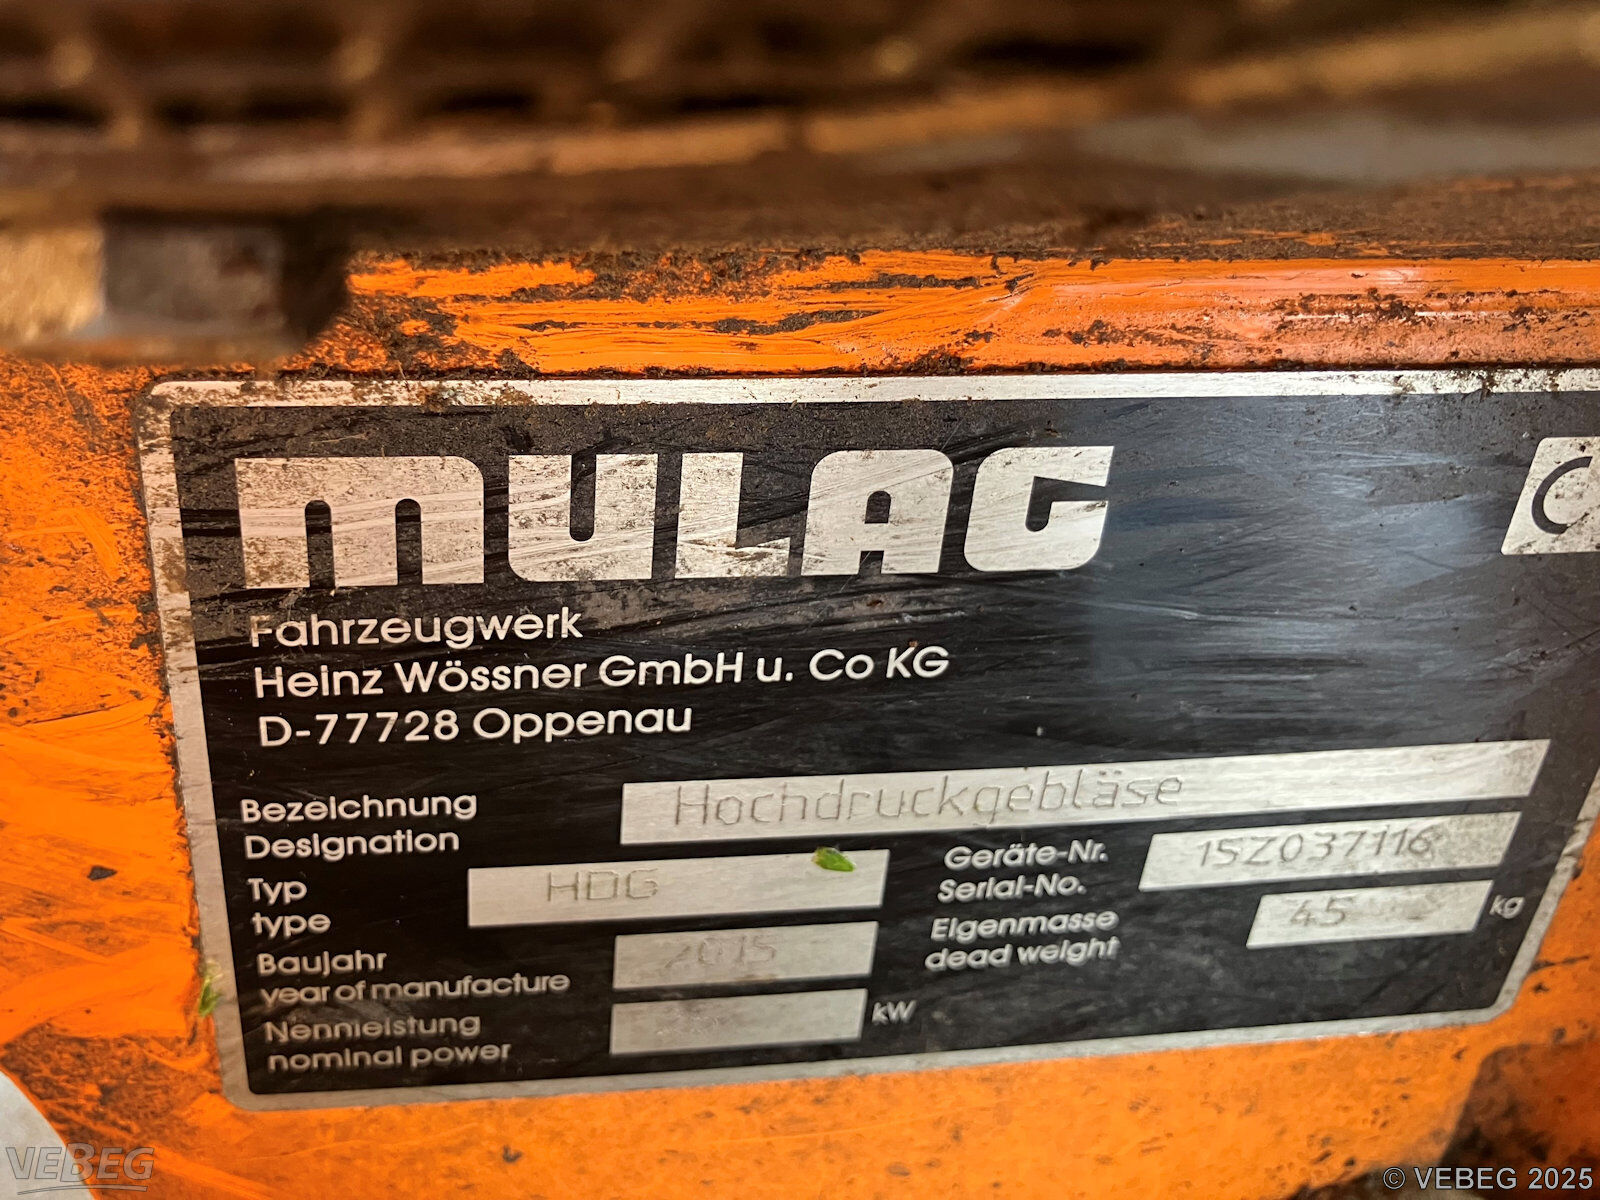 MULAG
C
Fahrzeugwerk
Heinz Wössner GmbH u. Co KG
D-77728 Oppenau
Bezeichnung
Designation
Hochdruckgebläse
Typ
type
HDG
Geräte-Nr.
Serial-No.
1SZ037116
Baujahr
year of manufacture
2015
Eigenmasse
dead weight
45 kg
Nennleistung
nominal power
kW
VEBEG
© VEBEG 2025